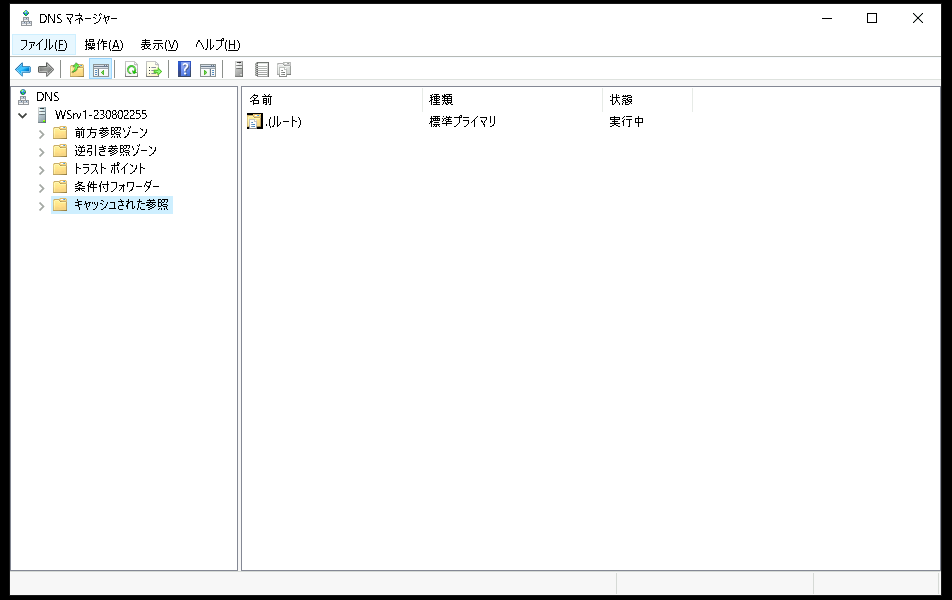 DNS マネージャー
ファイル(F) 操作(A) 表示(V) ヘルプ(H)
DNS
WSrv1-230802255
前方参照ゾーン
逆引き参照ゾーン
トラスト ポイント
条件付フォワーダー
キャッシュされた参照
名前 種類 状態
.(ルート) 標準プライマリ 実行中